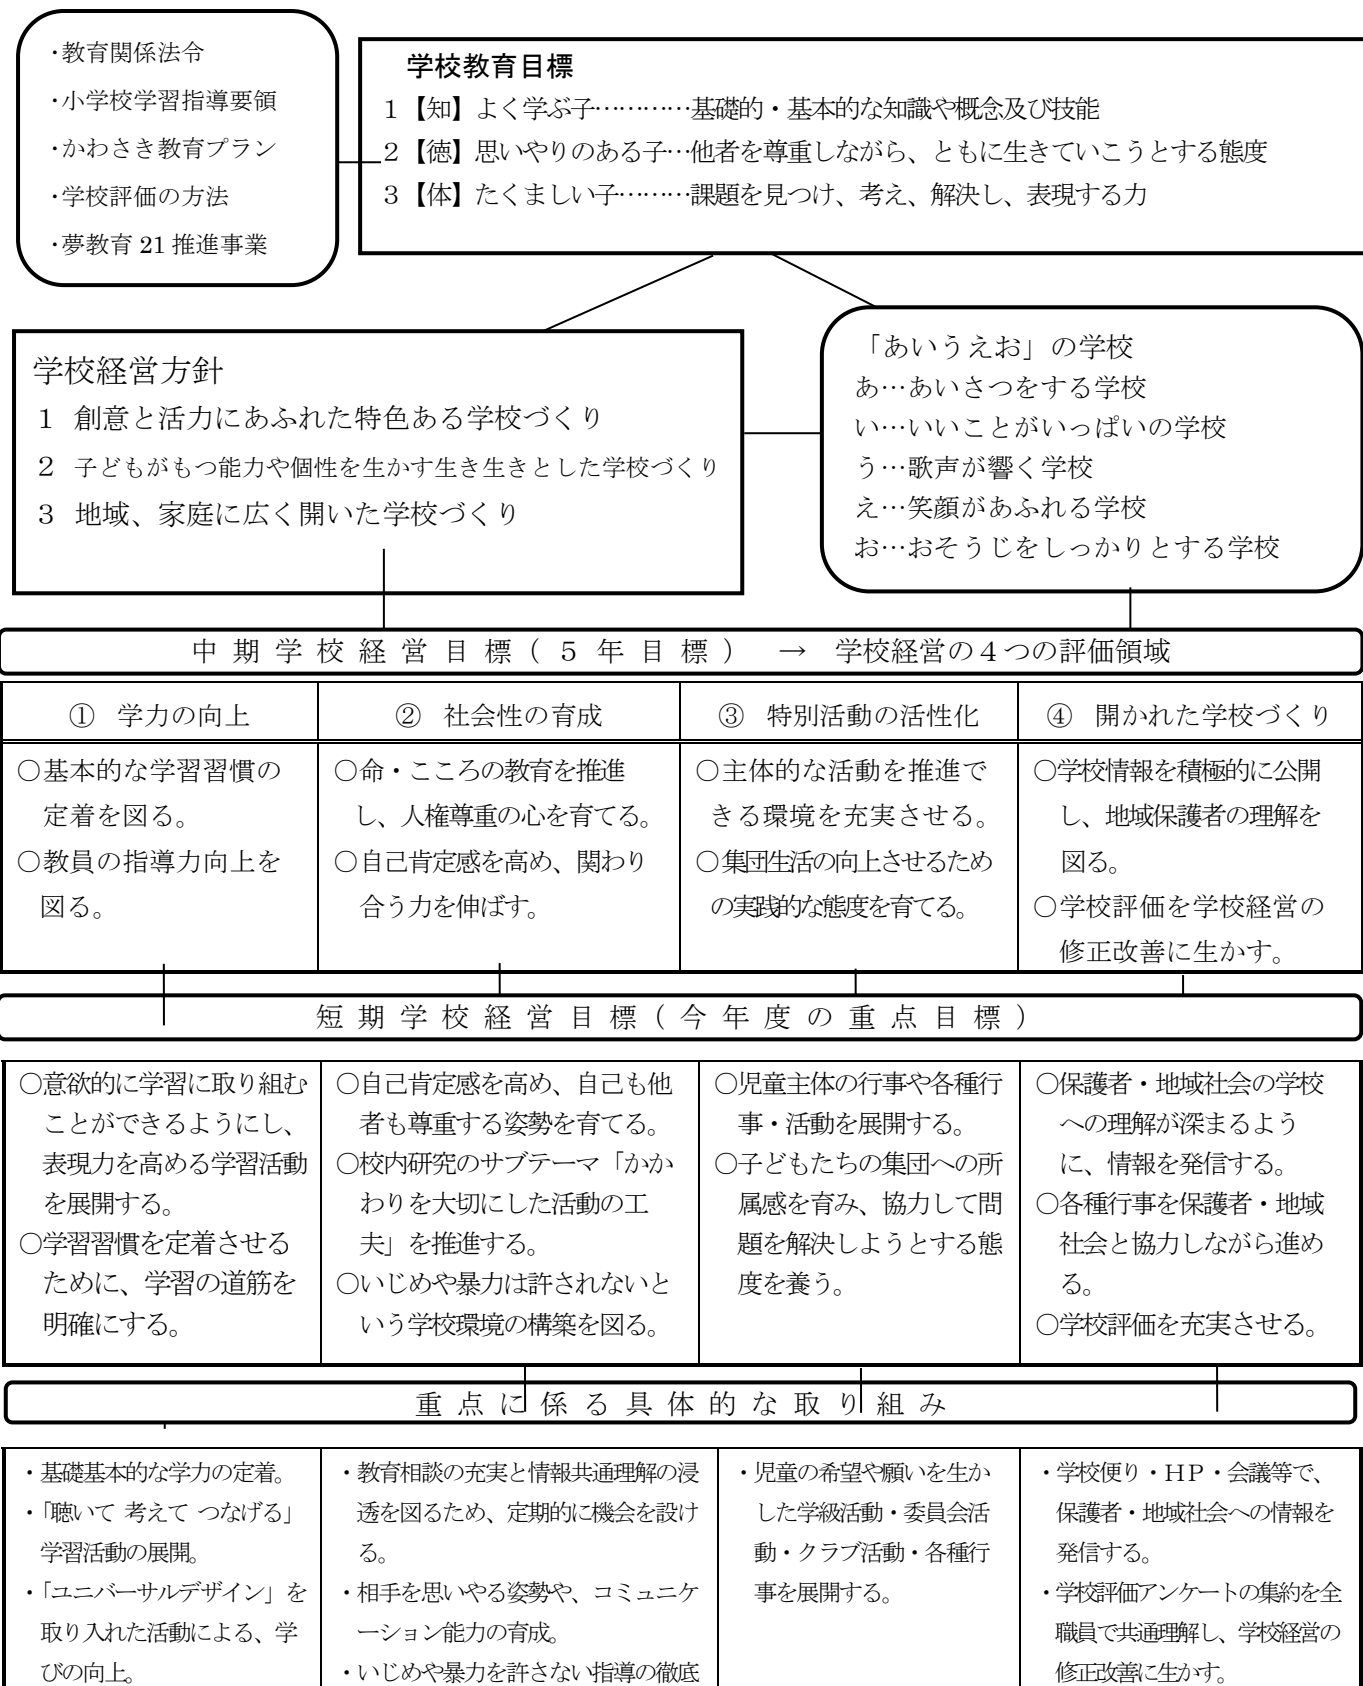 ・教育関係法令
・小学校学習指導要領
・かわさき教育プラン
・学校評価の方法
・夢教育 21 推進事業
学校教育目標
１【知】よく学ぶ子…………基礎的・基本的な知識や概念及び技能
２【徳】思いやりのある子…他者を尊重しながら、ともに生きていこうとする態度
３【体】たくましい子………課題を見つけ、考え、解決し、表現する力
学校経営方針
１ 創意と活力にあふれた特色ある学校づくり
２ 子どもがもつ能力や個性を生かす生き生きとした学校づくり
３ 地域、家庭に広く開いた学校づくり
「あいうえお」の学校
あ…あいさつをする学校
い…いいことがいっぱいの学校
う…歌声が響く学校
え…笑顔があふれる学校
お…おそうじをしっかりとする学校
中期学校経営目標(５年目標) → 学校経営の４つの評価領域
① 学力の向上
○基本的な学習習慣の
定着を図る。
○教員の指導力向上を
図る。
② 社会性の育成
○命・こころの教育を推進
し、人権尊重の心を育てる。
○自己肯定感を高め、関わり
合う力を伸ばす。
③ 特別活動の活性化
○主体的な活動を推進で
きる環境を充実させる。
○集団生活の向上させるため
の実践的な態度を育てる。
④ 開かれた学校づくり
○学校情報を積極的に公開
し、地域保護者の理解を
図る。
○学校評価を学校経営の
修正改善に生かす。
短期学校経営目標(今年度の重点目標)
○意欲的に学習に取り組む
ことができるようにし、
表現力を高める学習活動
を展開する。
○学習習慣を定着させる
ために、学習の道筋を
明確にする。
○自己肯定感を高め、自己も他
者も尊重する姿勢を育てる。
○校内研究のサブテーマ「かか
わりを大切にした活動の工
夫」を推進する。
○いじめや暴力は許されないと
いう学校環境の構築を図る。
○児童主体の行事や各種行
事・活動を展開する。
○子どもたちの集団への所
属感を育み、協力して問
題を解決しようとする態
度を養う。
○保護者・地域社会の学校
への理解が深まるよう
に、情報を発信する。
○各種行事を保護者・地域
社会と協力しながら進め
る。
○学校評価を充実させる。
重点に係る具体的な取り組み
・基礎基本的な学力の定着。
・「聴いて 考えて つなげる」
学習活動の展開。
・「ユニバーサルデザイン」を
取り入れた活動による、学
びの向上。
・教育相談の充実と情報共通理解の浸
透を図るため、定期的に機会を設け
る。
・相手を思いやる姿勢や、コミュニケ
ーション能力の育成。
・いじめや暴力を許さない指導の徹底
・児童の希望や願いを生か
した学級活動・委員会活
動・クラブ活動・各種行
事を展開する。
・学校便り・ＨＰ・会議等で、
保護者・地域社会への情報を
発信する。
・学校評価アンケートの集約を全
職員で共通理解し、学校経営の
修正改善に生かす。